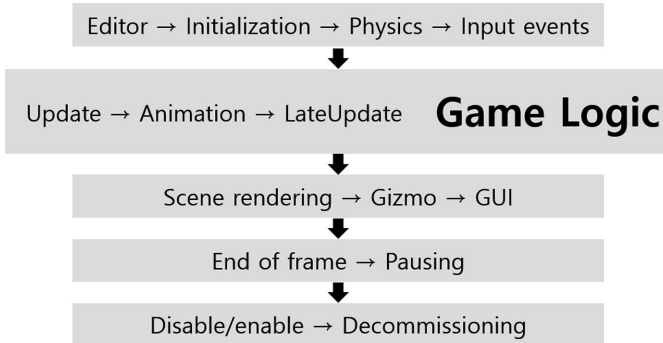 Editor → Initialization → Physics → Input events
Update → Animation → LateUpdate Game Logic
Scene rendering → Gizmo → GUI
End of frame → Pausing
Disable/enable → Decommissioning